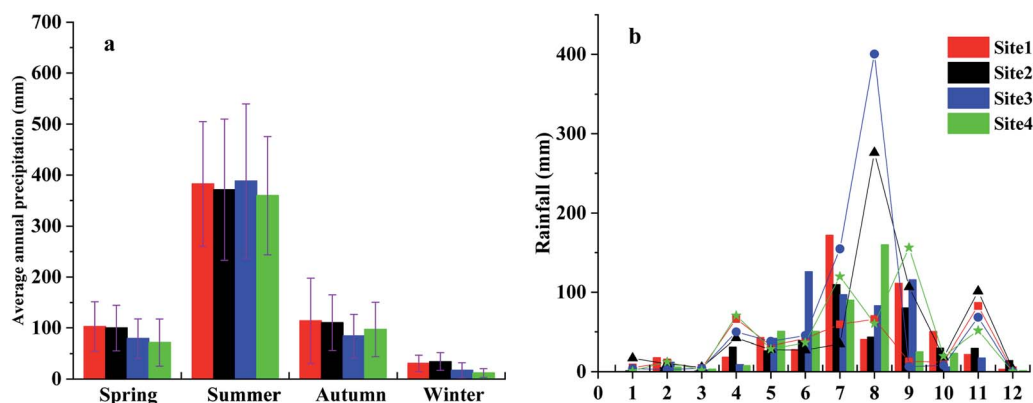 a
Average annual precipitation (mm)
700
600
500
400
300
200
100
0
Spring Summer Autumn Winter
b
Rainfall (mm)
400
300
200
100
0
0 1 2 3 4 5 6 7 8 9 10 11 12
Site1
Site2
Site3
Site4